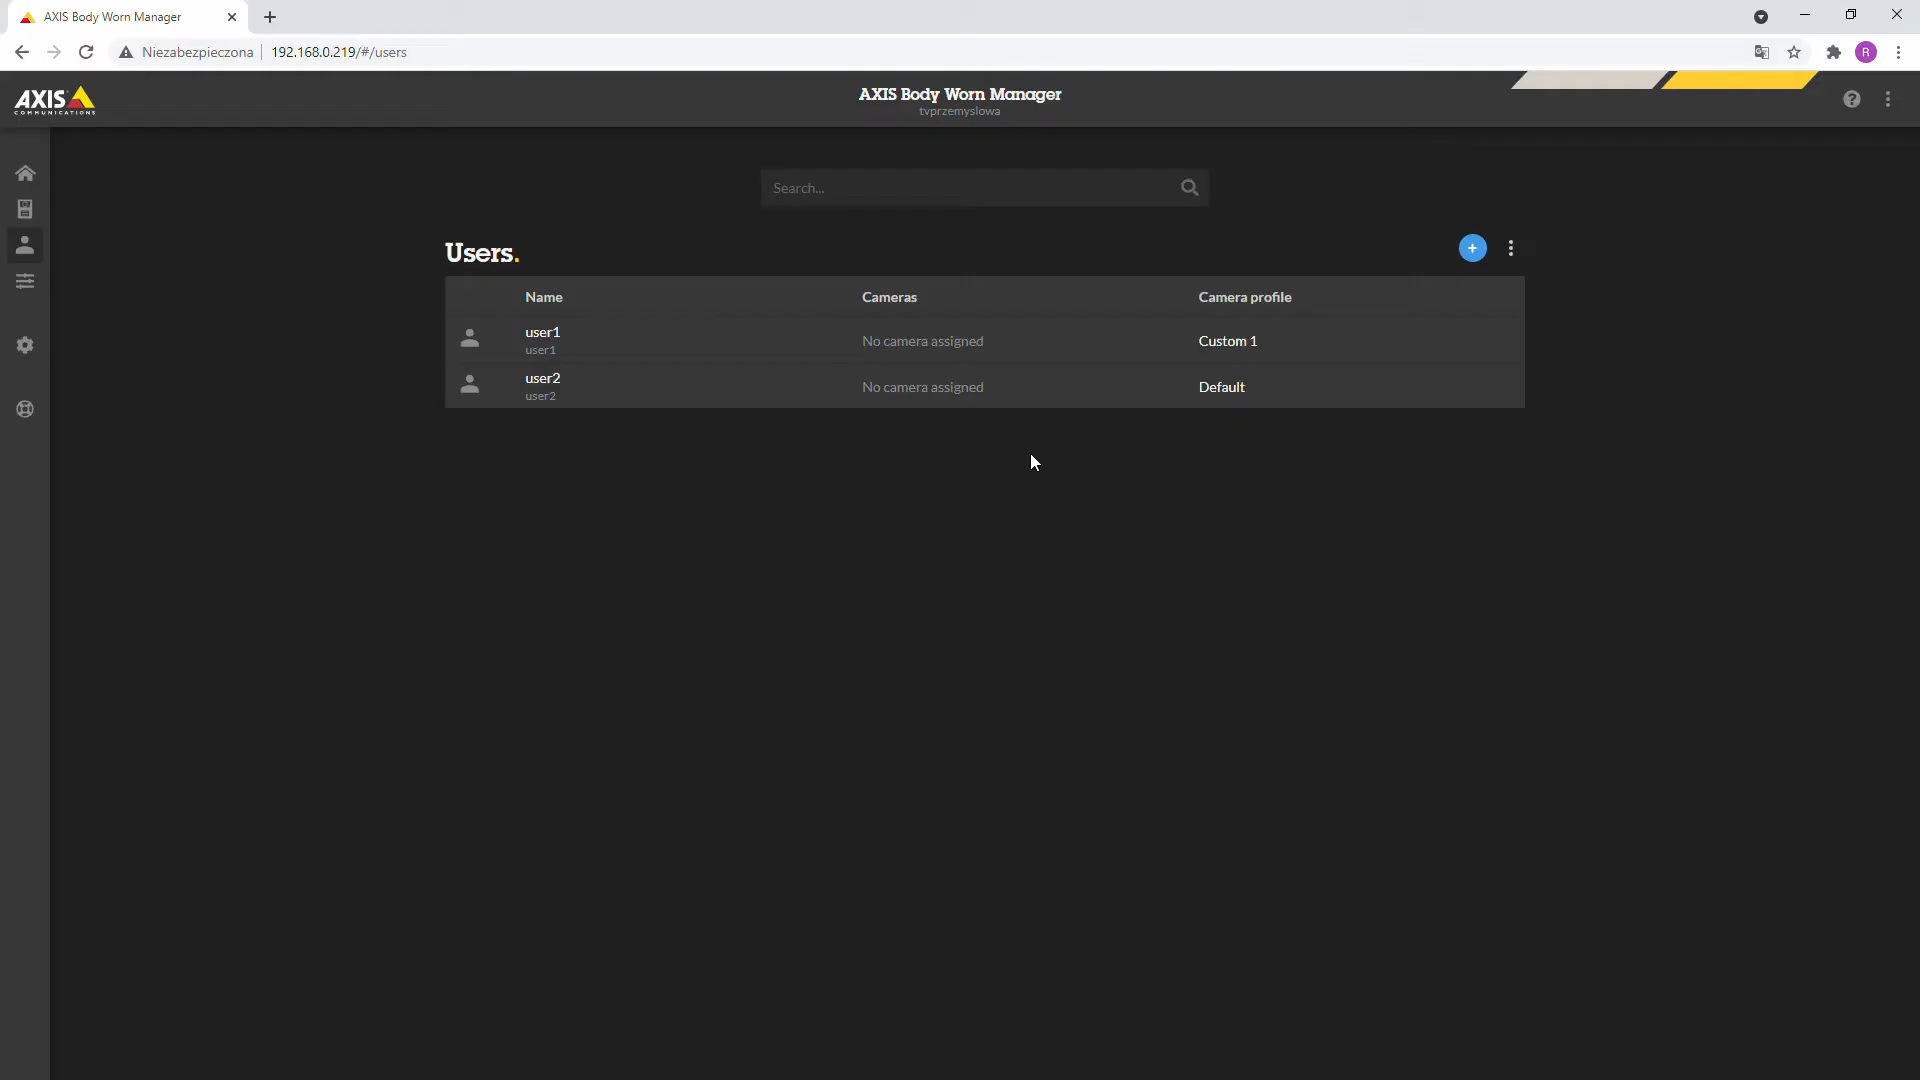 AXIS Body Worn Manager
Niezabezpieczona 192.168.0.219/#/users
R
AXIS
COMMUNICATIONS
AXIS Body Worn Manager
tvprzemyslowa
Search...
Users.
Name Cameras Camera profile
user1 No camera assigned Custom 1
user1
user2 No camera assigned Default
user2